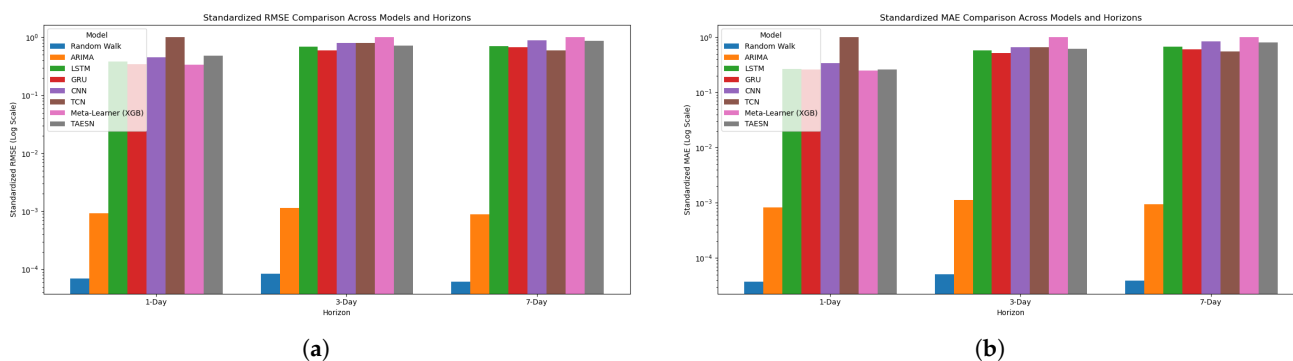 Standardized RMSE Comparison Across Models and Horizons
Standardized RMSE (Log Scale)
10⁰
10⁻¹
10⁻²
10⁻³
10⁻⁴
Model
Random Walk
ARIMA
LSTM
GRU
CNN
TCN
Meta-Learner (XGB)
TAESN
1-Day
3-Day
7-Day
Horizon
(a)
Standardized MAE Comparison Across Models and Horizons
Standardized MAE (Log Scale)
10⁰
10⁻¹
10⁻²
10⁻³
10⁻⁴
Model
Random Walk
ARIMA
LSTM
GRU
CNN
TCN
Meta-Learner (XGB)
TAESN
1-Day
3-Day
7-Day
Horizon
(b)